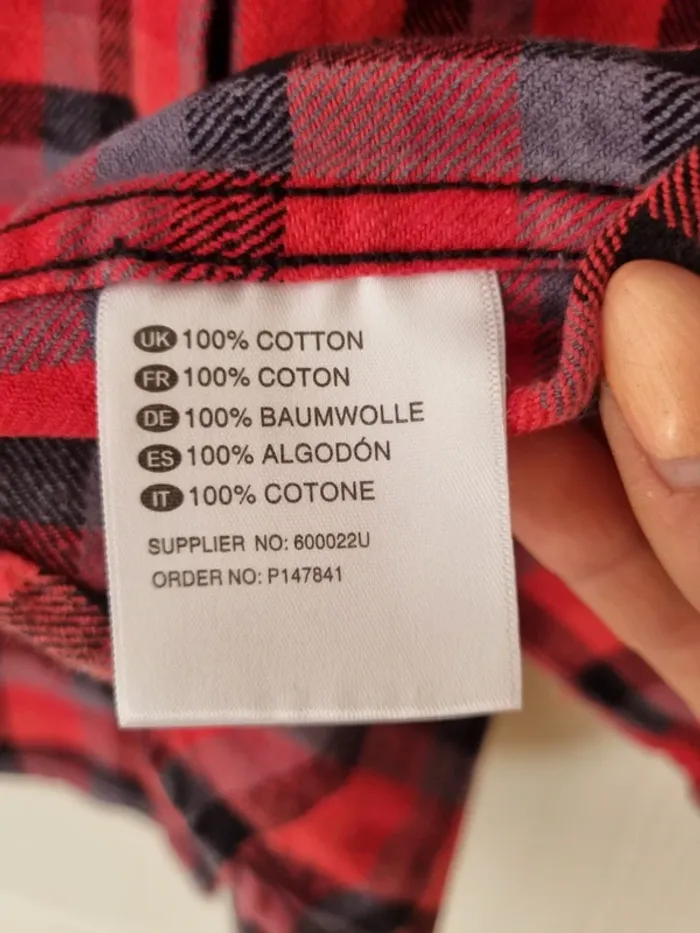 UK 100% COTTON
FR 100% COTON
DE 100% BAUMWOLLE
ES 100% ALGODÓN
IT 100% COTONE
SUPPLIER NO: 600022U
ORDER NO: P147841